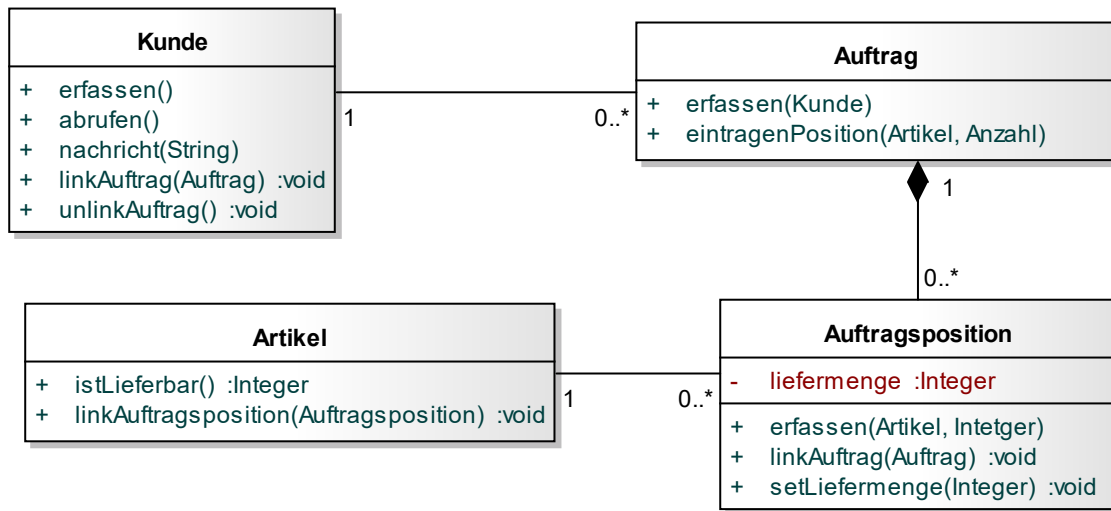 Kunde
+ erfassen()
+ abrufen()
+ nachricht(String)
+ linkAuftrag(Auftrag) :void
+ unlinkAuftrag() :void
1
0..*
Auftrag
+ erfassen(Kunde)
+ eintragenPosition(Artikel, Anzahl)
1
0..*
Artikel
+ istLieferbar() :Integer
+ linkAuftragsposition(Auftragsposition) :void
1
0..*
Auftragsposition
- liefermenge :Integer
+ erfassen(Artikel, Intetger)
+ linkAuftrag(Auftrag) :void
+ setLiefermenge(Integer) :void